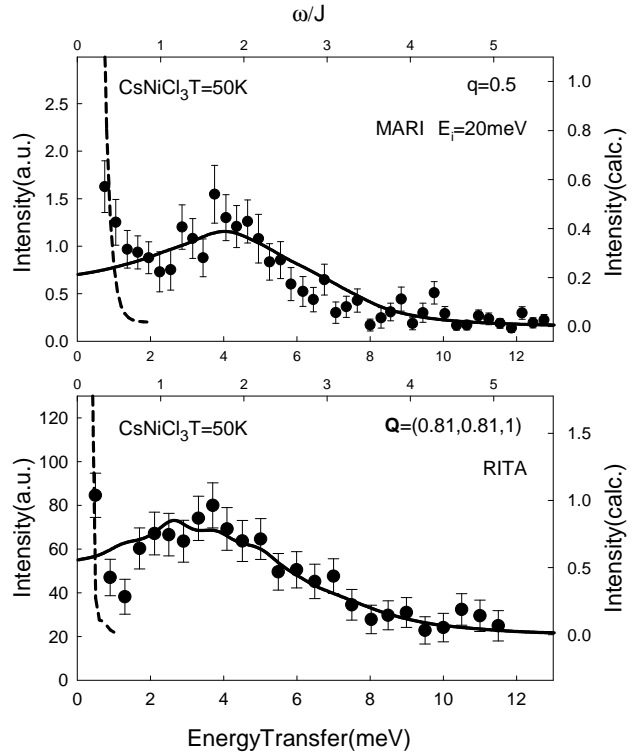 ω/J
0 1 2 3 4 5
CsNiCl3T=50K
q=0.5
MARI Ei=20meV
Intensity(a.u.)
2.5
2.0
1.5
1.0
0.5
0.0
1.0
0.8
0.6
0.4
0.2
0.0
Intensity(calc.)
0 2 4 6 8 10 12
0 1 2 3 4 5
CsNiCl3T=50K
Q=(0.81,0.81,1)
RITA
Intensity(a.u.)
120
100
80
60
40
20
0
1.5
1.0
0.5
0.0
Intensity(calc.)
0 2 4 6 8 10 12
EnergyTransfer(meV)